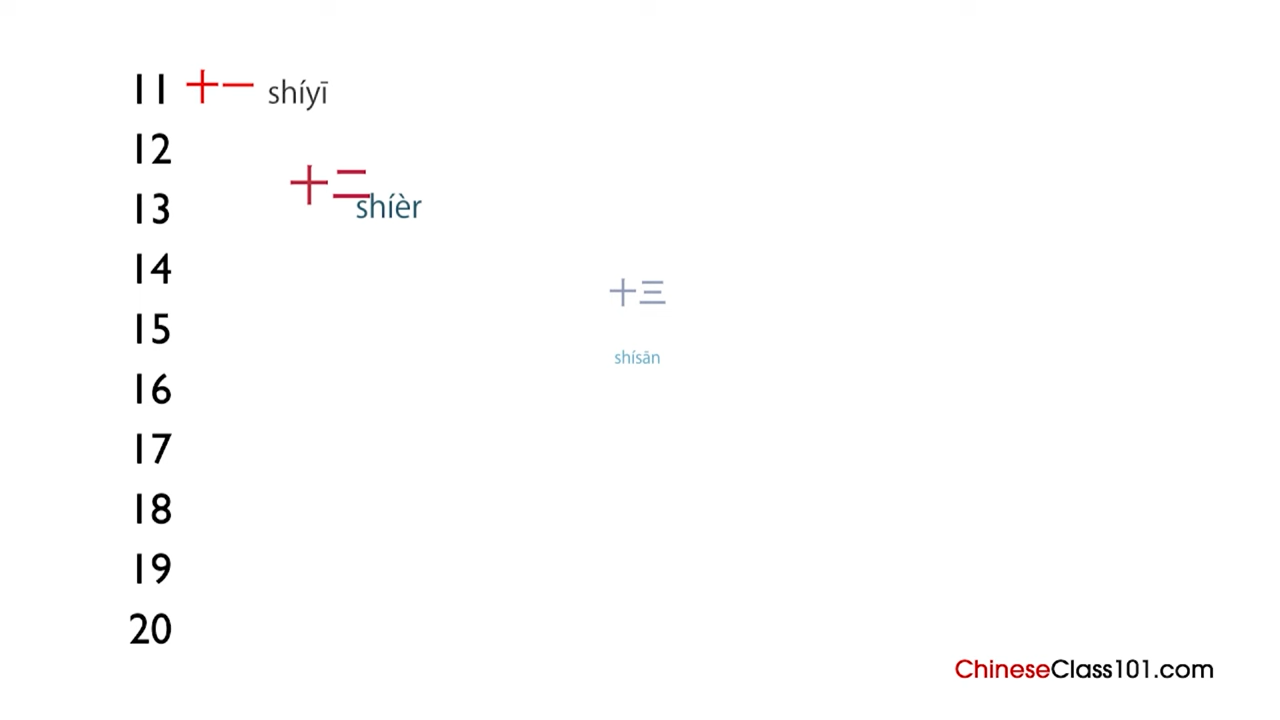 11 十一 shíyī
12
十二
13
shíèr
14
十三
15
shísān
16
17
18
19
20
ChineseClass101.com